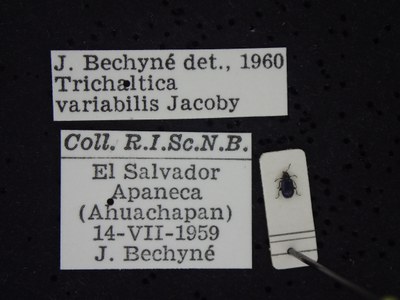 J. Bechyné det., 1960
Trichaltica
variabilis Jacoby
Coll. R.I.Sc.N.B.
El Salvador
Apaneca
(Ahuachapan)
14-VII-1959
J. Bechyné